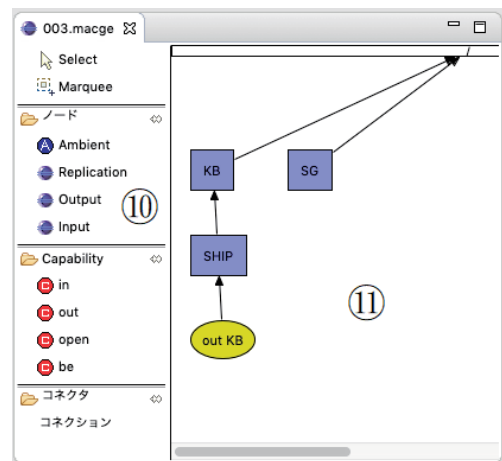 003.macge
Select
Marquee
ノード
Ambient
Replication
Output
Input
⑩
Capability
in
out
open
be
コネクタ
コネクション
/
KB
SG
SHIP
out KB
⑪